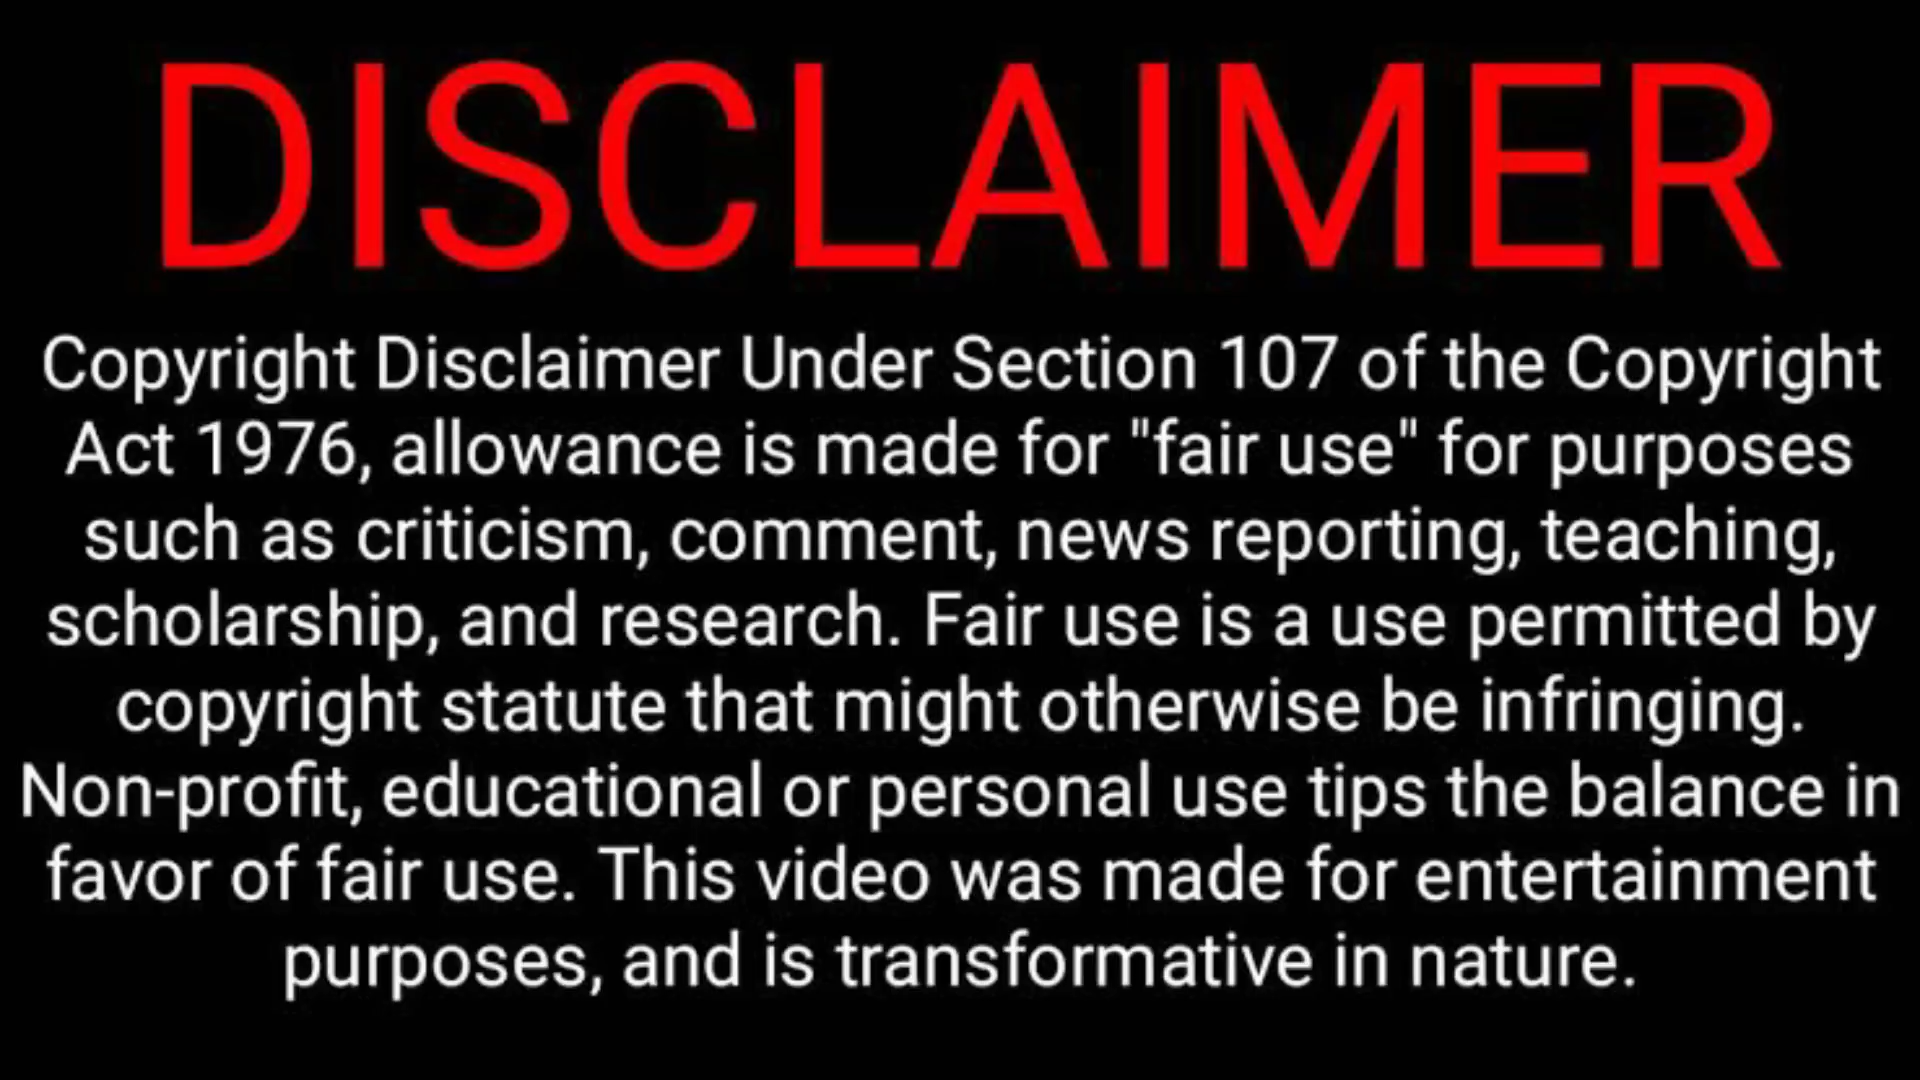 DISCLAIMER
Copyright Disclaimer Under Section 107 of the Copyright
Act 1976, allowance is made for "fair use" for purposes
such as criticism, comment, news reporting, teaching,
scholarship, and research. Fair use is a use permitted by
copyright statute that might otherwise be infringing.
Non-profit, educational or personal use tips the balance in
favor of fair use. This video was made for entertainment
purposes, and is transformative in nature.